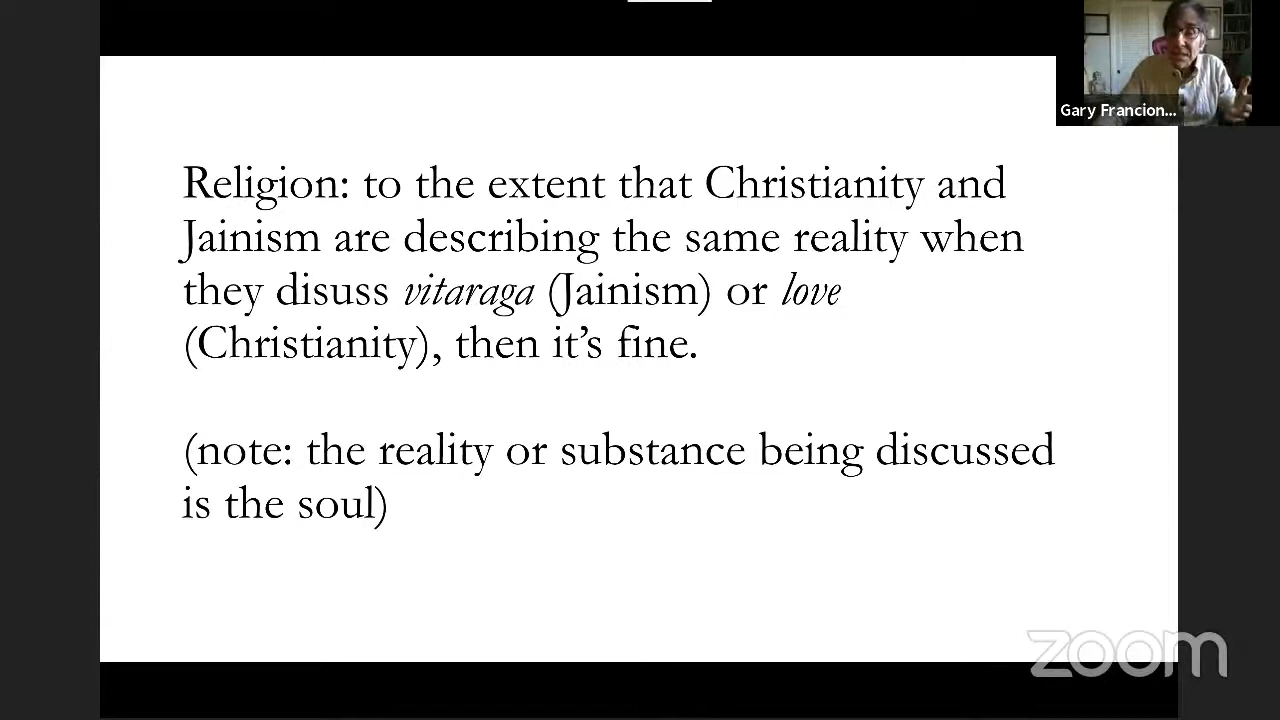 Gary Francion...
Religion: to the extent that Christianity and
Jainism are describing the same reality when
they disuss vitaraga (Jainism) or love
(Christianity), then it's fine.
(note: the reality or substance being discussed
is the soul)
zoom